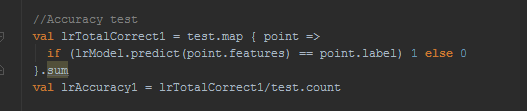 //Accuracy test
val lrTotalCorrect1 = test.map { point =>
if (lrModel.predict(point.features) == point.label) 1 else 0
}.sum
val lrAccuracy1 = lrTotalCorrect1/test.count